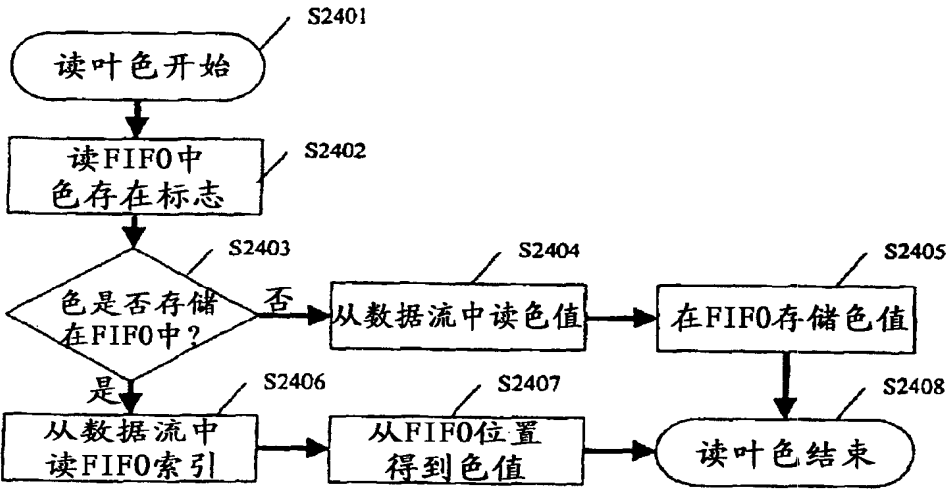 S2401
读叶色开始
S2402
读FIFO中
色存在标志
S2403
色是否存储
在FIFO中?
否
是
S2404
从数据流中读色值
S2405
在FIFO存储色值
S2406
从数据流中
读FIFO索引
S2407
从FIFO位置
得到色值
S2408
读叶色结束